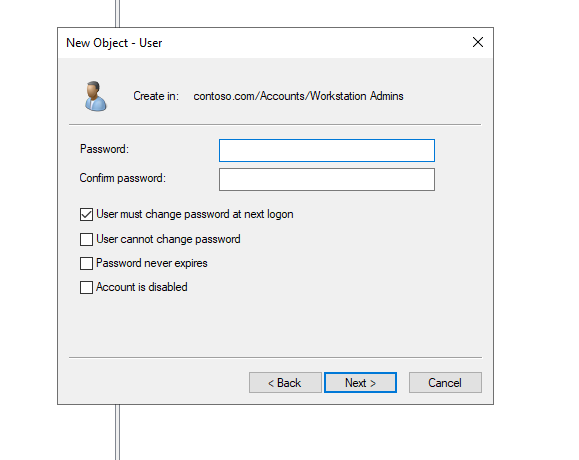 New Object - User
Create in: contoso.com/Accounts/Workstation Admins
Password:
Confirm password:
User must change password at next logon
User cannot change password
Password never expires
Account is disabled
< Back Next > Cancel